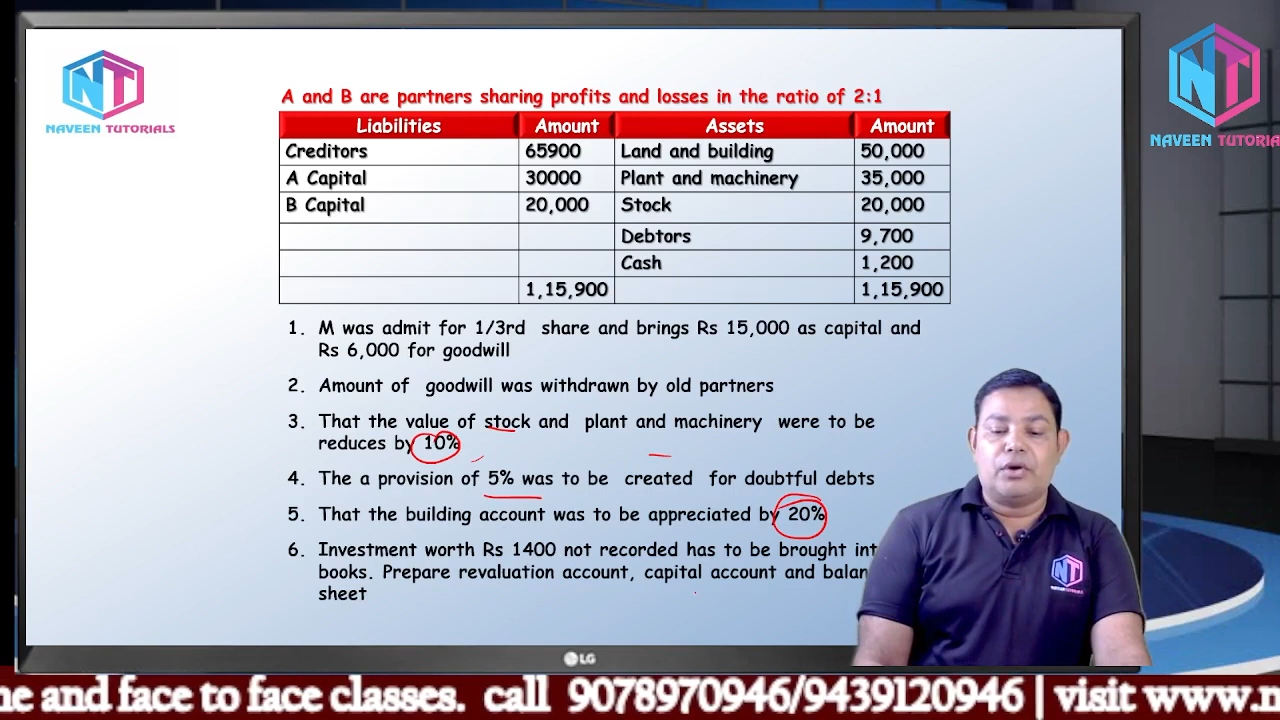 NT
NAVEEN TUTORIALS
NT
NAVEEN TUTORIA
A and B are partners sharing profits and losses in the ratio of 2:1
Liabilities Amount Assets Amount
Creditors 65900 Land and building 50,000
A Capital 30000 Plant and machinery 35,000
B Capital 20,000 Stock 20,000
Debtors 9,700
Cash 1,200
1,15,900 1,15,900
1. M was admit for 1/3rd share and brings Rs 15,000 as capital and
Rs 6,000 for goodwill
2. Amount of goodwill was withdrawn by old partners
3. That the value of stock and plant and machinery were to be
reduces by 10%
4. The a provision of 5% was to be created for doubtful debts
5. That the building account was to be appreciated by 20%
6. Investment worth Rs 1400 not recorded has to be brought int
books. Prepare revaluation account, capital account and balan
sheet
NT
LG
ne and face to face classes. call 9078970946/9439120946 | visit www.n